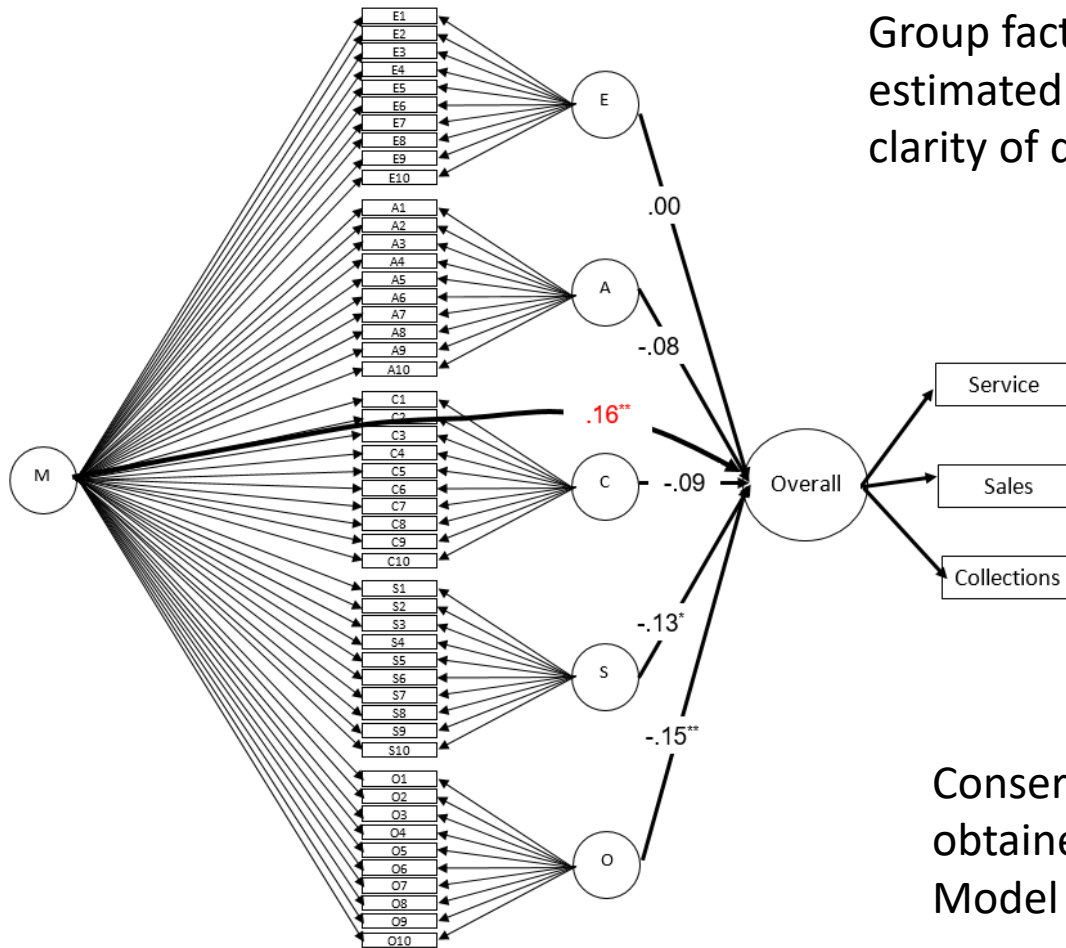 Group fact
estimated
clarity of
E1
E2
E3
E4
E5
E6
E7
E8
E9
E10
E
.00
A1
A2
A3
A4
A5
A6
A7
A8
A9
A10
A
-.08
C1
C2
C3
C4
C5
C6
C7
C8
C9
C10
M
.16**
C
-.09
Overall
Service
Sales
Collections
S1
S2
S3
S4
S5
S6
S7
S8
S9
S10
S
-.13*
-.15**
O1
O2
O3
O4
O5
O6
O7
O8
O9
O10
O
Conser
obtaine
Model